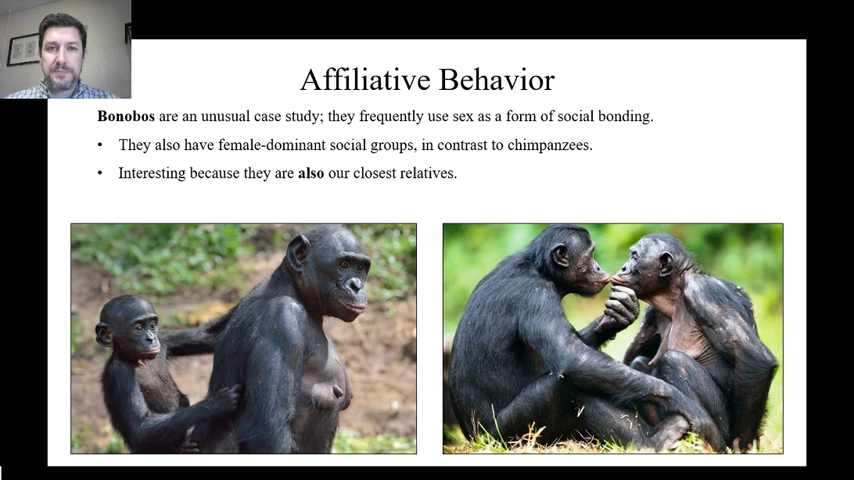 Affiliative Behavior
Bonobos are an unusual case study; they frequently use sex as a form of social bonding.
• They also have female-dominant social groups, in contrast to chimpanzees.
• Interesting because they are also our closest relatives.